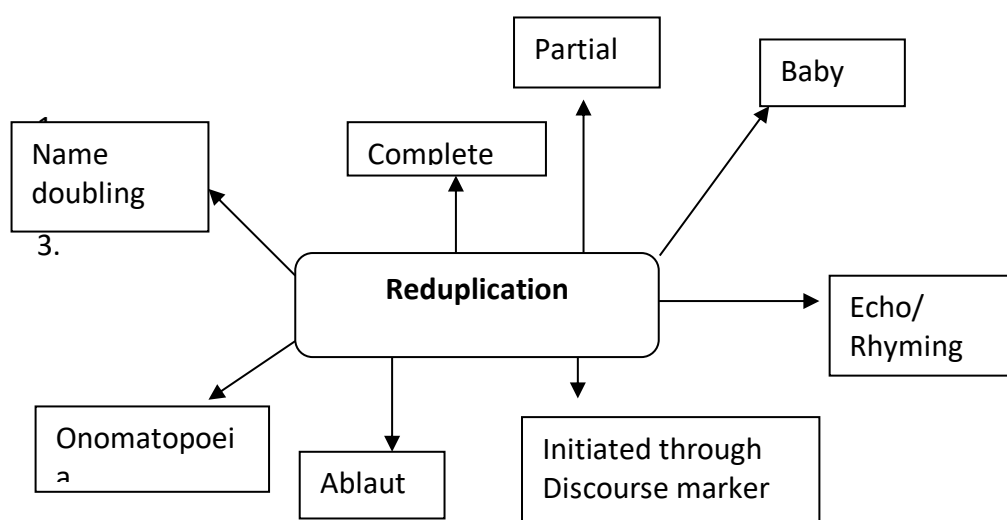 Partial
Baby
Name
doubling
Complete
3.
Reduplication
Echo/
Rhyming
Onomatopoei
a
Ablaut
Initiated through
Discourse marker